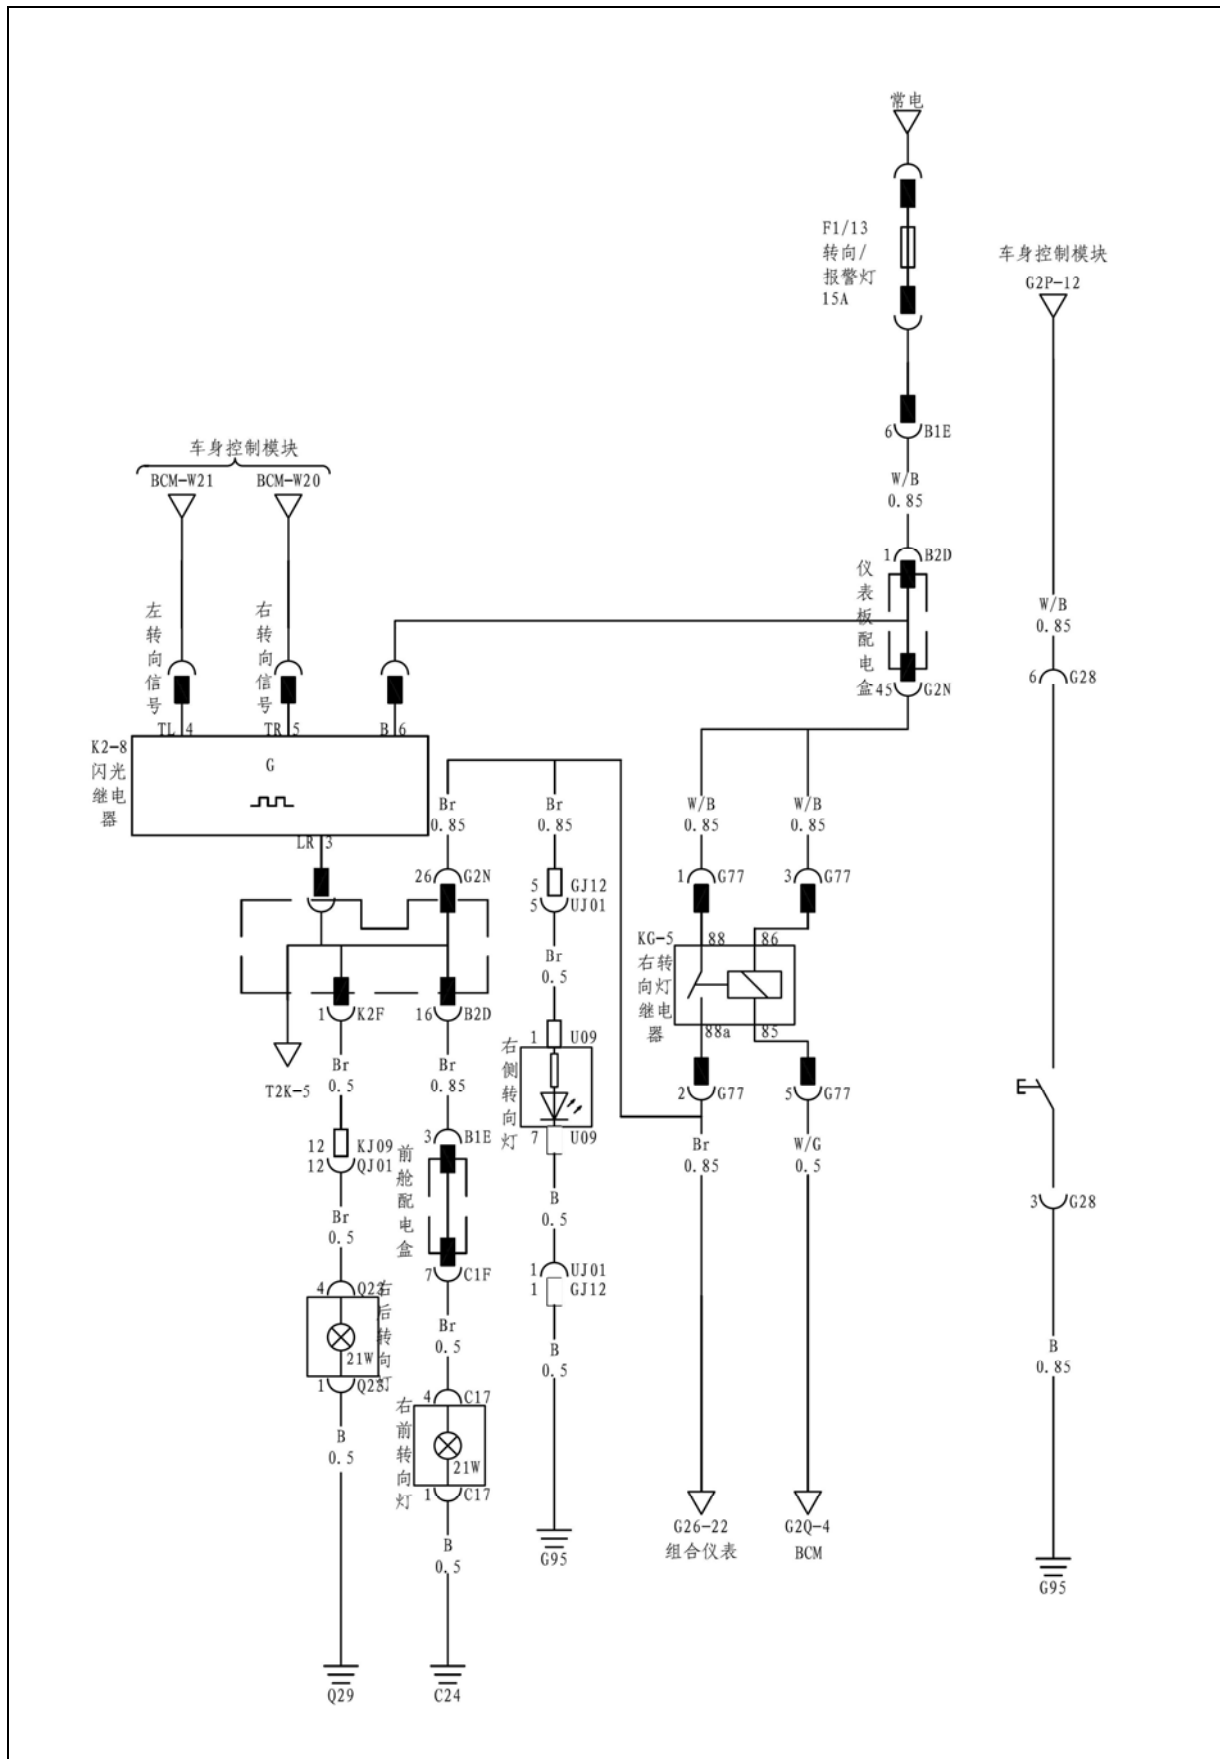 常电
F1/13
转向/
报警灯
15A
车身控制模块
G2P-12
6 B1E
W/B
0.85
车身控制模块
BCM-W21 BCM-W20
1 B2D
仪表板配电盒
W/B
0.85
左转向信号
右转向信号
6 G28
45 G2N
TL 4 TR 5 B 6
K2-8
闪光
继电
器
G
LR 3
Br
0.85
Br
0.85
W/B
0.85
W/B
0.85
26 G2N
5 GJ12
5 UJ01
1 G77
3 G77
Br
0.5
KG-5
右转
向灯
继电
器
88 86
88a 85
1 K2F
16 B2D
1 U09
右侧转向灯
7 U09
T2K-5
Br
0.5
Br
0.85
2 G77
5 G77
12 KJ09
12 QJ01
3 B1E
前舱配电盒
Br
0.85
W/G
0.5
B
0.5
3 G28
Br
0.5
7 C1F
1 UJ01
1 GJ12
4 Q23
右后转向灯
21W
1 Q23
Br
0.5
B
0.5
B
0.85
4 C17
右前转向灯
21W
1 C17
B
0.5
B
0.5
G95
G26-22
组合仪表
G2Q-4
BCM
G95
Q29
C24